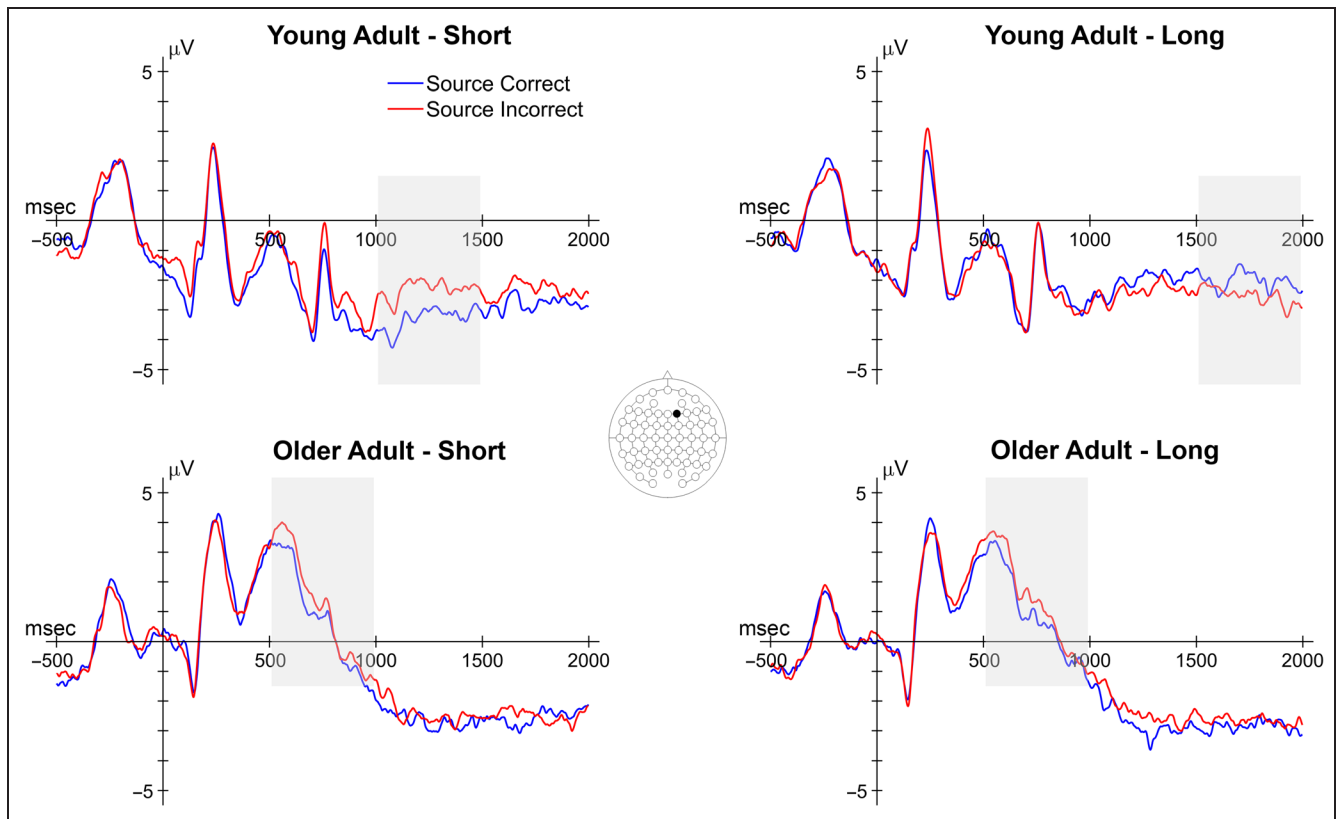 Young Adult - Short
μV
5
Source Correct
Source Incorrect
msec
−500
500
1000
1500
2000
−5
Young Adult - Long
μV
5
msec
−500
500
1000
1500
2000
−5
Older Adult - Short
μV
5
msec
−500
500
1000
1500
2000
−5
Older Adult - Long
μV
5
msec
−500
500
1000
1500
2000
−5